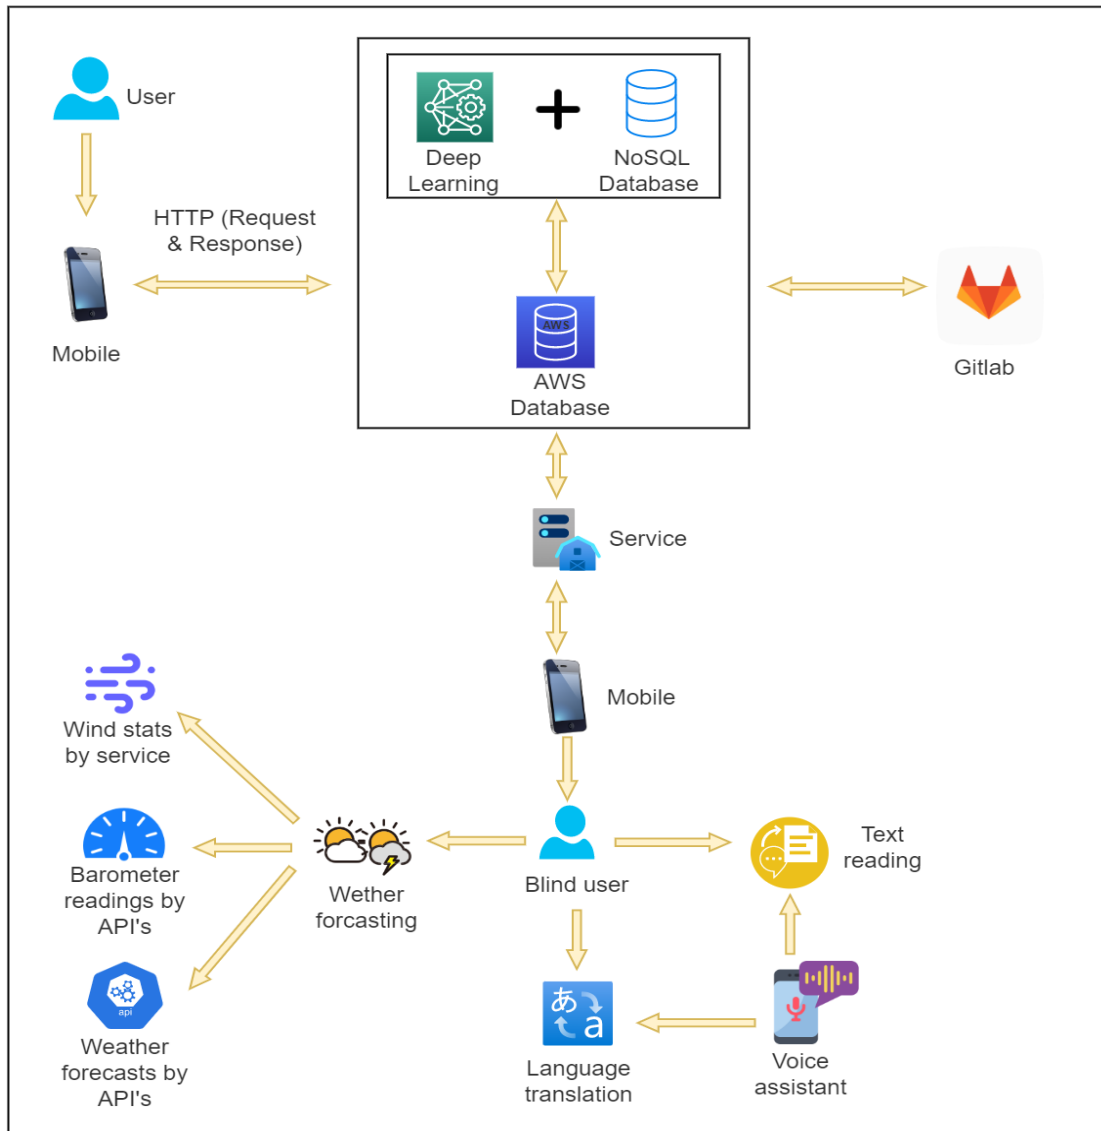 User
Deep
Learning
NoSQL
Database
HTTP (Request
& Response)
Mobile
AWS
AWS
Database
Gitlab
Service
Mobile
Wind stats
by service
api
Barometer
readings by
API's
Wether
forcasting
Blind user
Text
reading
api
Weather
forecasts by
API's
あ
a
Language
translation
Voice
assistant